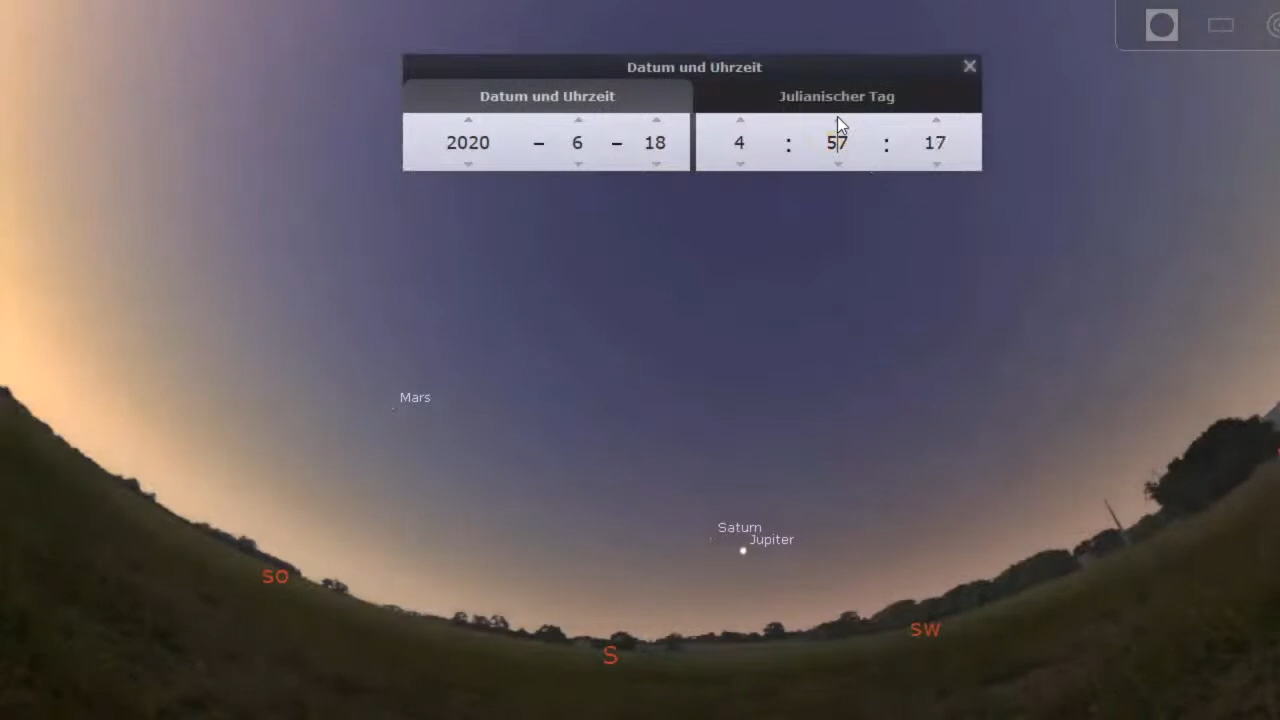 Datum und Uhrzeit
Datum und Uhrzeit Julianischer Tag
2020 – 6 – 18 4 : 57 : 17
Mars
Saturn
Jupiter
SO
SW
S